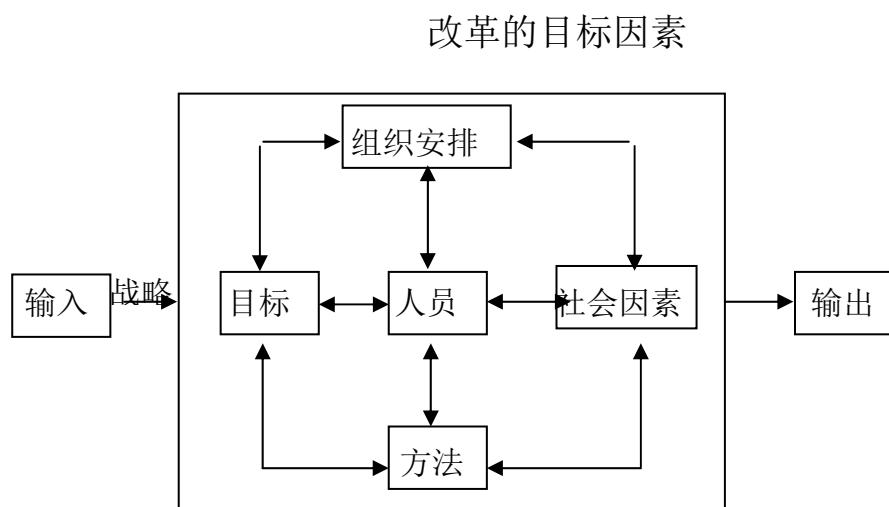 改革的目标因素
组织安排
输入
战略
目标
人员
社会因素
输出
方法